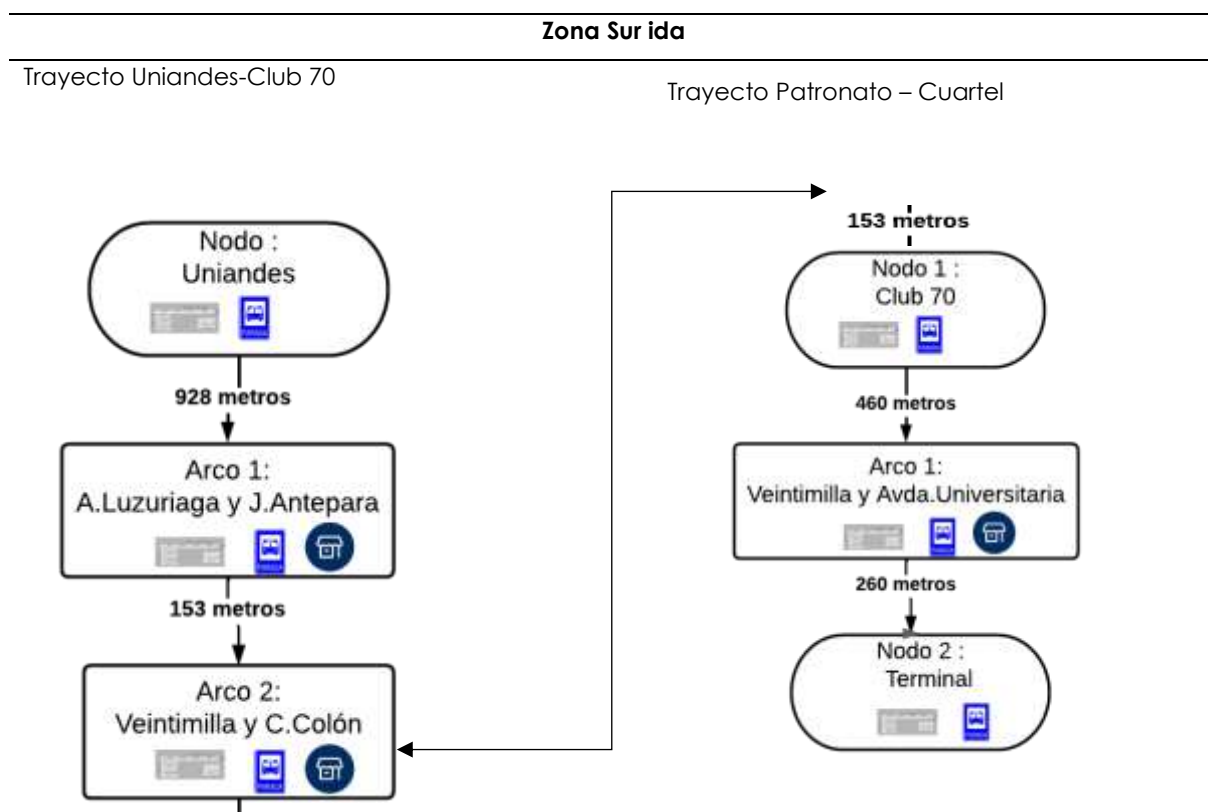 Zona Sur ida
Trayecto Uniandes-Club 70
Nodo :
Uniandes
928 metros
Arco 1:
A.Luzuriaga y J.Antepara
153 metros
Arco 2:
Veintimilla y C.Colón
Trayecto Patronato – Cuartel
153 metros
Nodo 1 :
Club 70
460 metros
Arco 1:
Veintimilla y Avda.Universitaria
260 metros
Nodo 2 :
Terminal